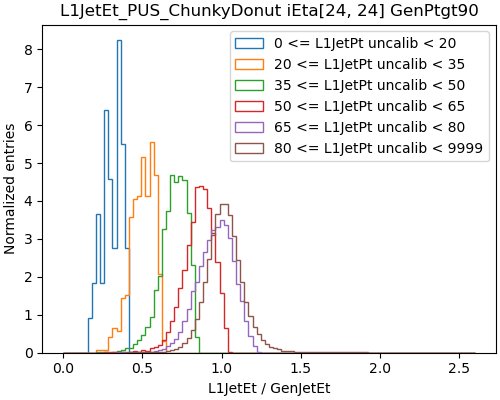 L1JetEt_PUS_ChunkyDonut iEta[24, 24] GenPtgt90
0 <= L1JetPt uncalib < 20
20 <= L1JetPt uncalib < 35
35 <= L1JetPt uncalib < 50
50 <= L1JetPt uncalib < 65
65 <= L1JetPt uncalib < 80
80 <= L1JetPt uncalib < 9999
Normalized entries
8
7
6
5
4
3
2
1
0
0.0 0.5 1.0 1.5 2.0 2.5
L1JetEt / GenJetEt